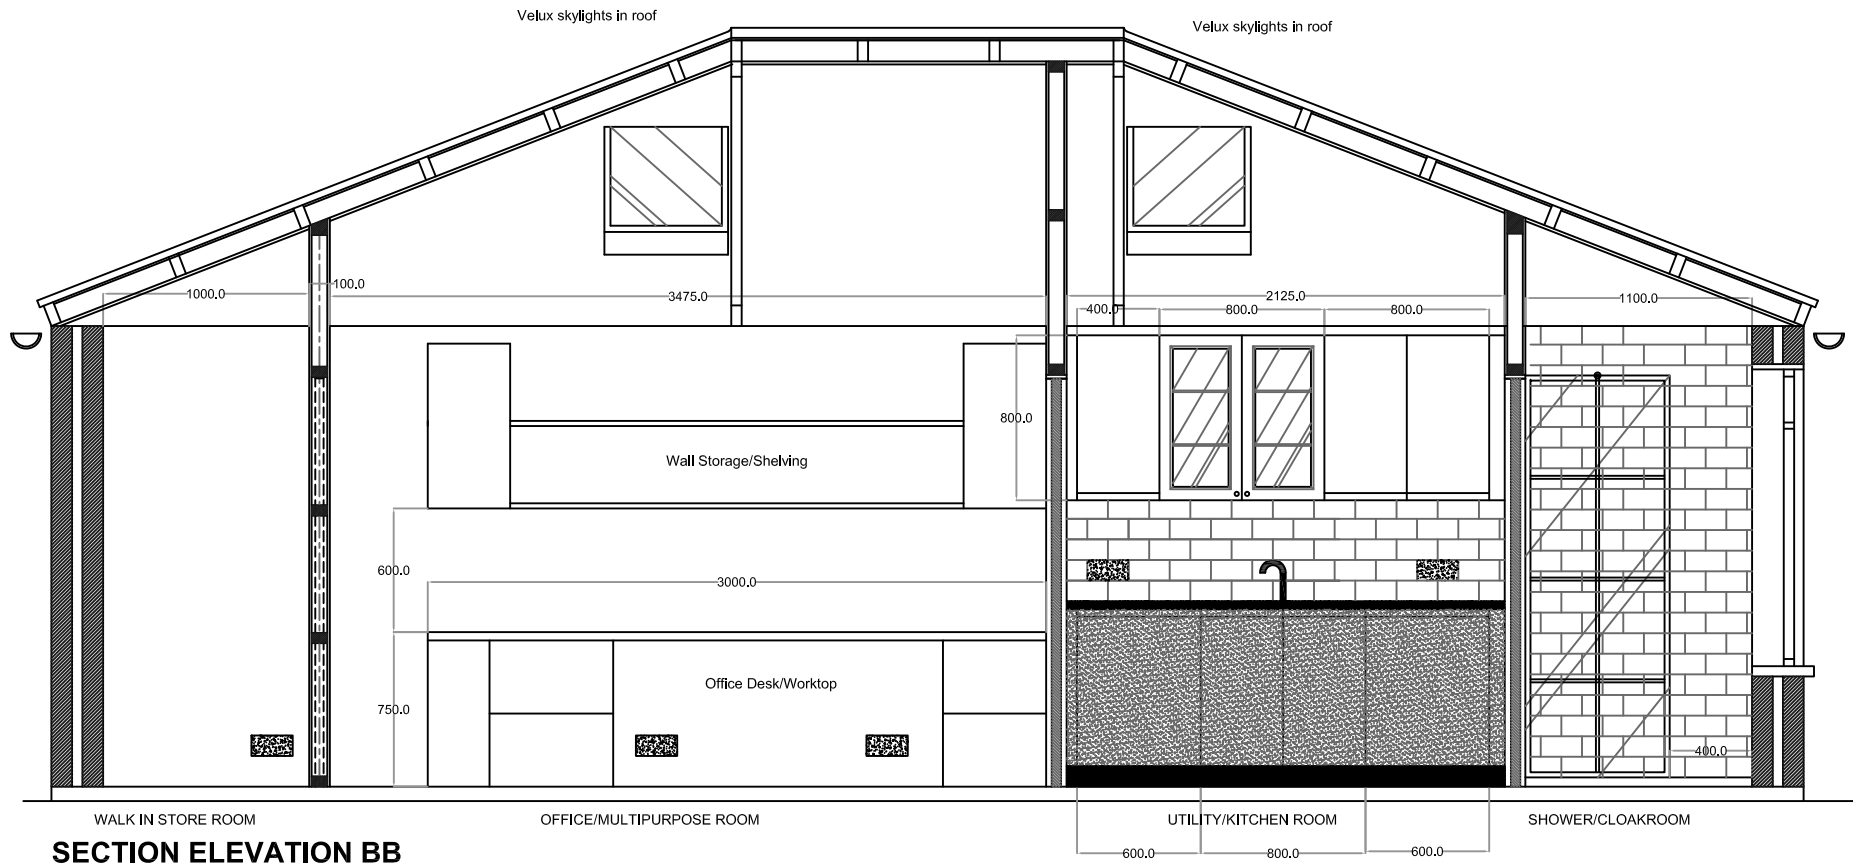 Velux skylights in roof
Velux skylights in roof
1000.0
100.0
3475.0
2125.0
1100.0
400.0
800.0
800.0
800.0
Wall Storage/Shelving
600.0
3000.0
Office Desk/Worktop
750.0
400.0
WALK IN STORE ROOM
OFFICE/MULTIPURPOSE ROOM
UTILITY/KITCHEN ROOM
SHOWER/CLOAKROOM
SECTION ELEVATION BB
600.0
800.0
600.0